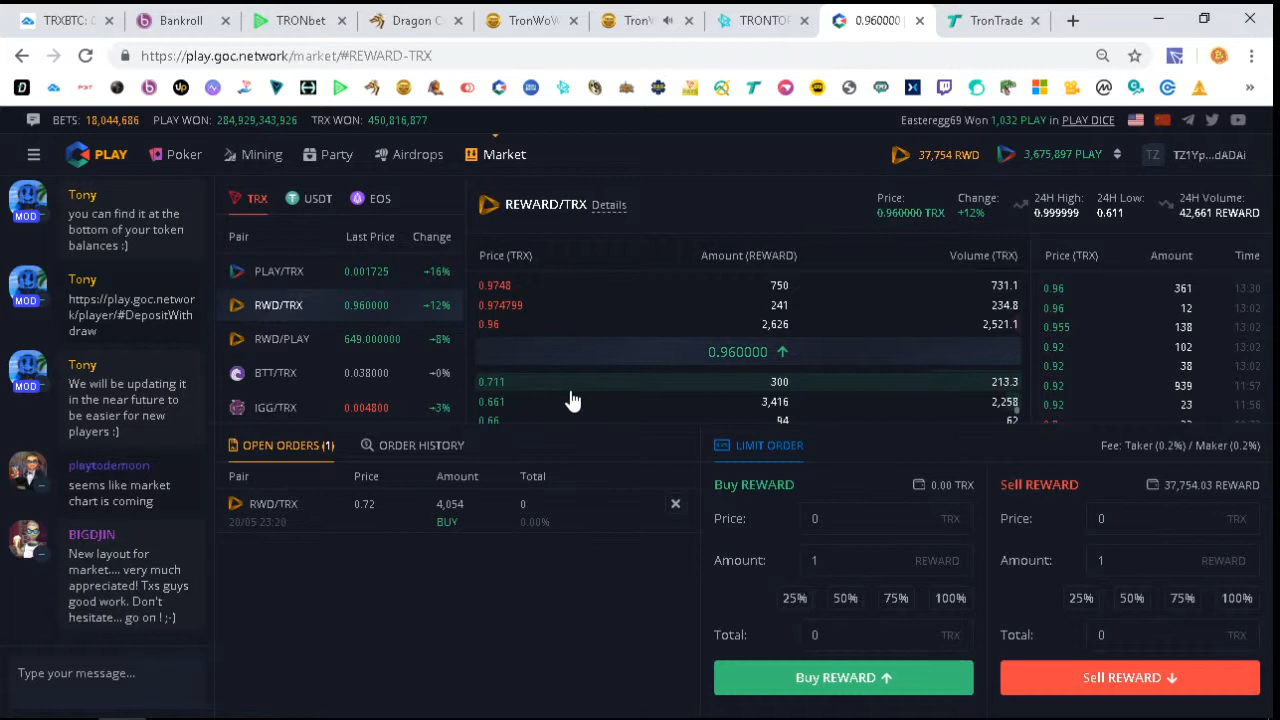 TRXBTC:
Bankroll
TRONbet
Dragon C
TronWoW
TronW
TRONTOP
0.960000
TronTrade
https://play.goc.network/market/#REWARD-TRX
BETS: 18,044,686 PLAY WON: 284,929,343,926 TRX WON: 450,816,877
Easteregg69 Won 1,032 PLAY in PLAY DICE
PLAY
Poker
Mining
Party
Airdrops
Market
37,754 RWD
3,675,897 PLAY
TZ
TZ1Yp...dADAi
Tony
MOD
you can find it at the
bottom of your token
balances :]
Tony
MOD
https://play.goc.networ
k/player/#DepositWith
draw
Tony
MOD
We will be updating it
in the near future to
be easier for new
players :)
playtodemoon
seems like market
chart is coming
BIGDJIN
New layout for
market.... very much
appreciated! Txs guys
good work. Don't
hesitate... go on ! ;-)
Type your message...
TRX USDT EOS
Pair Last Price Change
PLAY/TRX 0.001725 +16%
RWD/TRX 0.960000 +12%
RWD/PLAY 649.000000 +8%
BTT/TRX 0.038000 +0%
IGG/TRX 0.004800 -3%
REWARD/TRX Details
Price: Change: 24H High: 24H Low: 24H Volume:
0.960000 TRX +12% 0.999999 0.611 42,661 REWARD
Price (TRX) Amount (REWARD) Volume (TRX)
0.9748 750 731.1
0.974799 241 234.8
0.96 2,626 2,521.1
0.960000
0.711 300 213.3
0.661 3,416 2,258
0.66 94 62
Price (TRX) Amount Time
0.96 361 13:30
0.96 12 13:02
0.955 138 13:02
0.92 102 13:02
0.92 38 13:02
0.92 939 11:57
0.92 23 11:56
OPEN ORDERS (1) ORDER HISTORY
Pair Price Amount Total
RWD/TRX 0.72 4,054 0
20/05 23:20 BUY 0.00%
LIMIT ORDER
Fee: Taker (0.2%) / Maker (0.2%)
Buy REWARD 0.00 TRX
Price: 0 TRX
Amount: 1 REWARD
25% 50% 75% 100%
Total: 0 TRX
Buy REWARD
Sell REWARD 37,754.03 REWARD
Price: 0 TRX
Amount: 1 REWARD
25% 50% 75% 100%
Total: 0 TRX
Sell REWARD